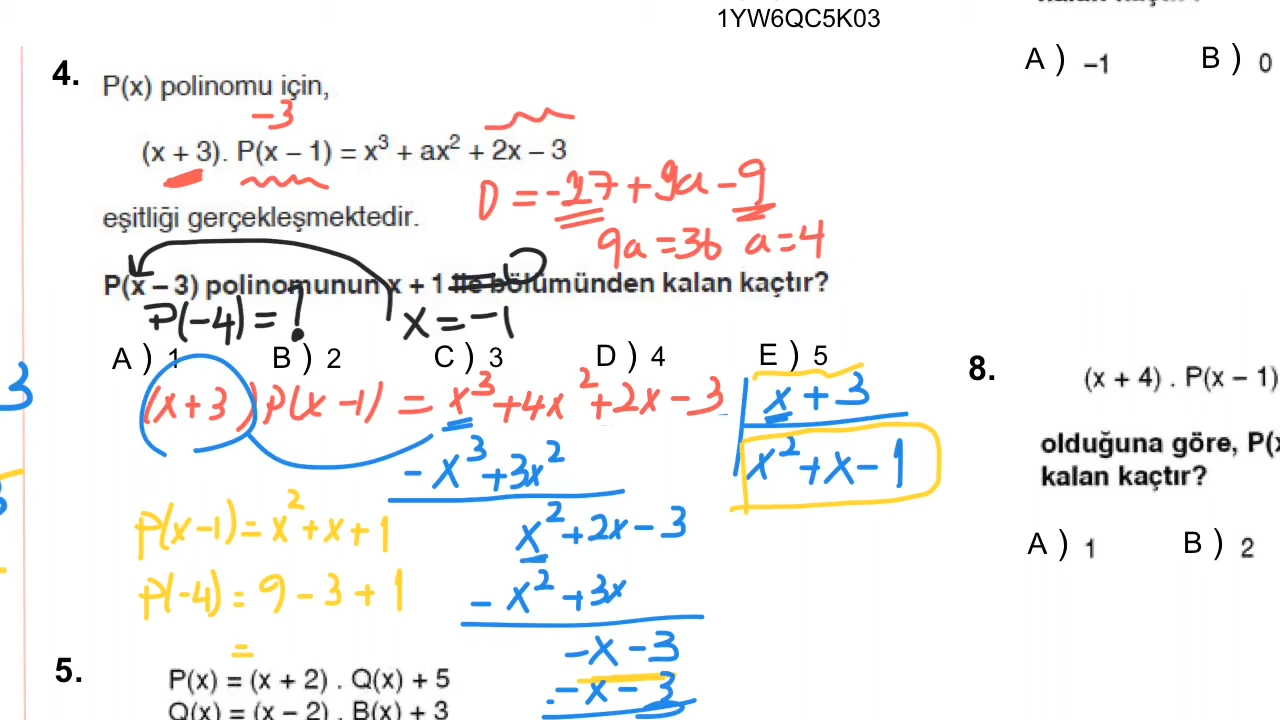 kalan kaçtır?
1YW6QC5K03
A ) -1 B ) 0
4. P(x) polinomu için,
-3
(x + 3). P(x – 1) = x³ + ax² + 2x – 3
0 = -27 + 9a - 9
eşitliği gerçekleşmektedir.
9a = 36 a = 4
P(x – 3) polinomunun x + 1 ile bölümünden kalan kaçtır?
P(-4) = ? x = -1
A ) 1 B ) 2 C ) 3 D ) 4 E ) 5
3
(x+3) P(x-1) = x³ + 4x² + 2x - 3 x + 3
- x³ + 3x² x² + x - 1
P(x-1) = x² + x + 1
x² + 2x - 3
P(-4) = 9 - 3 + 1
- x² + 3x
=
-x - 3
-x - 3
5. P(x) = (x + 2) . Q(x) + 5
Q(x) = (x – 2) . B(x) + 3
8. (x + 4) . P(x – 1)
olduğuna göre, P(x
kalan kaçtır?
A ) 1 B ) 2